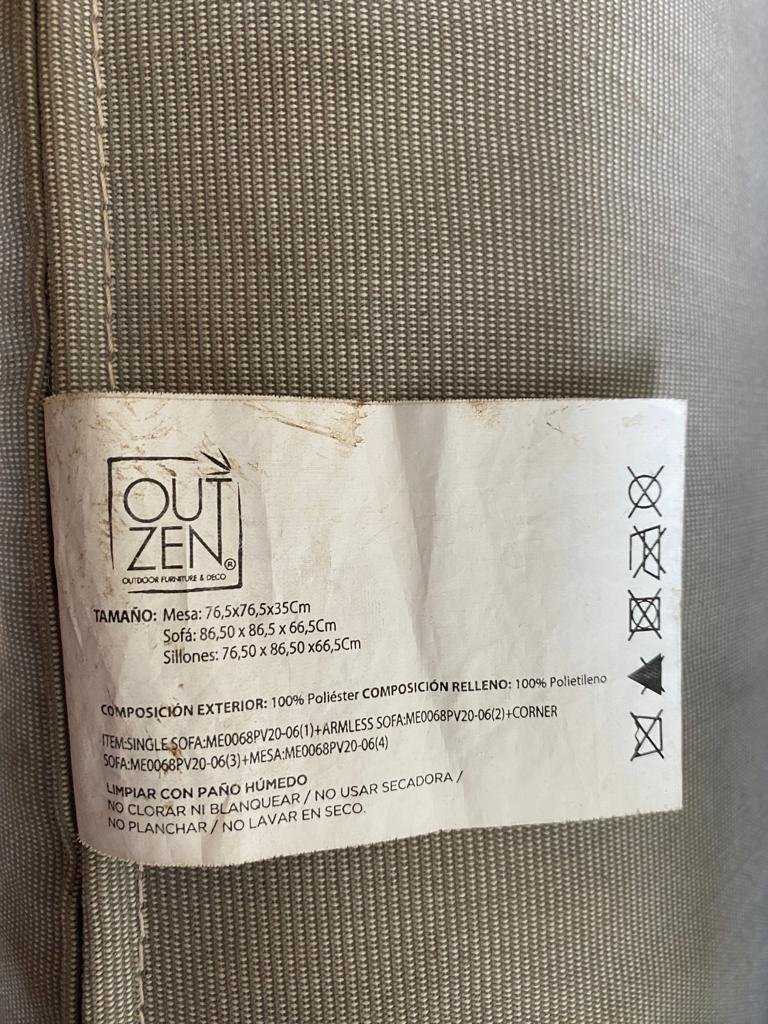 OUT
ZEN®
OUTDOOR FURNITURE & DECO
TAMAÑO: Mesa: 76,5x76,5x35Cm
Sofá: 86,50 x 86,5 x 66,5Cm
Sillones: 76,50 x 86,50 x66,5Cm
COMPOSICIÓN EXTERIOR: 100% Poliéster COMPOSICIÓN RELLENO: 100% Polietileno
ITEM:SINGLE SOFA:ME0068PV20-06(1)+ARMLESS SOFA:ME0068PV20-06(2)+CORNER
SOFA:ME0068PV20-06(3)+MESA:ME0068PV20-06(4)
LIMPIAR CON PAÑO HÚMEDO
NO CLORAR NI BLANQUEAR / NO USAR SECADORA /
NO PLANCHAR / NO LAVAR EN SECO.